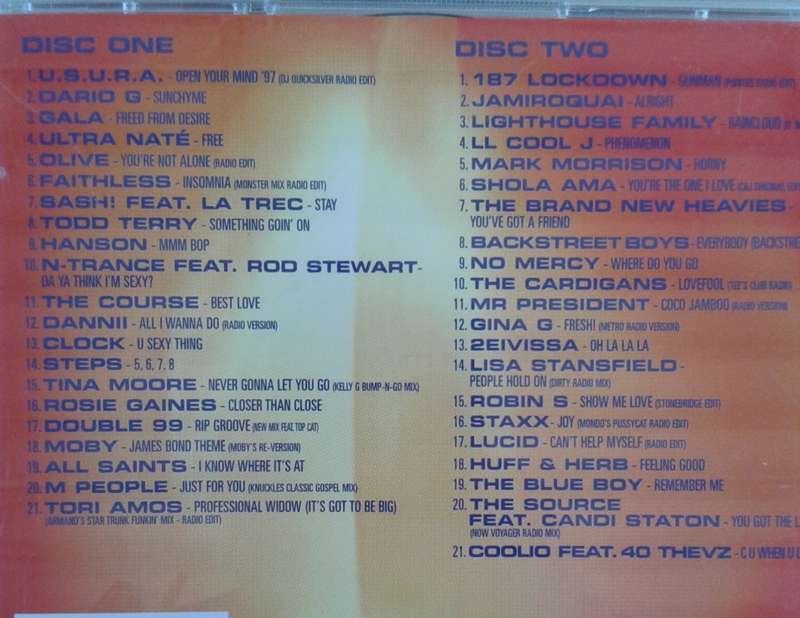 DISC ONE
1. U.S.U.R.A. - OPEN YOUR MIND '97 (DJ QUICKSILVER RADIO EDIT)
2. DARIO G - SUNCHYME
3. GALA - FREED FROM DESIRE
4. ULTRA NATÉ - FREE
5. OLIVE - YOU'RE NOT ALONE (RADIO EDIT)
6. FAITHLESS - INSOMNIA (MONSTER MIX RADIO EDIT)
7. SASH! FEAT. LA TREC - STAY
8. TODD TERRY - SOMETHING GOIN' ON
9. HANSON - MMM BOP
10. N-TRANCE FEAT. ROD STEWART-
DA YA THINK I'M SEXY?
11. THE COURSE - BEST LOVE
12. DANNII - ALL I WANNA DO (RADIO VERSION)
13. CLOCK - U SEXY THING
14. STEPS - 5, 6, 7, 8
15. TINA MOORE - NEVER GONNA LET YOU GO (KELLY G BUMP-N-GO MIX)
16. ROSIE GAINES - CLOSER THAN CLOSE
17. DOUBLE 99 - RIP GROOVE (NEW MIX FEAT. TOP CAT)
18. MOBY - JAMES BOND THEME (MOBY'S RE-VERSION)
19. ALL SAINTS - I KNOW WHERE IT'S AT
20. M PEOPLE - JUST FOR YOU (KNUCKLES CLASSIC GOSPEL MIX)
21. TORI AMOS - PROFESSIONAL WIDOW (IT'S GOT TO BE BIG)
(ARMAND'S STAR TRUNK FUNKIN' MIX - RADIO EDIT)
DISC TWO
1. 187 LOCKDOWN - GUNMAN (RADIO EDIT)
2. JAMIROQUAI - ALRIGHT
3. LIGHTHOUSE FAMILY - RAINCLOUD
4. LL COOL J - PHENOMENON
5. MARK MORRISON - HORNY
6. SHOLA AMA - YOU'RE THE ONE I LOVE (C&J ORIGINAL
7. THE BRAND NEW HEAVIES-
YOU'VE GOT A FRIEND
8. BACKSTREET BOYS - EVERYBODY (BACKSTRE
9. NO MERCY - WHERE DO YOU GO
10. THE CARDIGANS - LOVEFOOL (TEE'S CLUB RADIO)
11. MR PRESIDENT - COCO JAMBOO (RADIO VERSION)
12. GINA G - FRESH! (METRO RADIO VERSION)
13. 2EIVISSA - OH LA LA LA
14. LISA STANSFIELD -
PEOPLE HOLD ON (DIRTY RADIO MIX)
15. ROBIN S - SHOW ME LOVE (STONEBRIDGE EDIT)
16. STAXX - JOY (MONDO'S PUSSYCAT RADIO EDIT)
17. LUCID - CAN'T HELP MYSELF (RADIO EDIT)
18. HUFF & HERB - FEELING GOOD
19. THE BLUE BOY - REMEMBER ME
20. THE SOURCE
FEAT. CANDI STATON - YOU GOT THE L
(NOW VOYAGER RADIO MIX)
21. COOLIO FEAT. 40 THEVZ - C U WHEN U